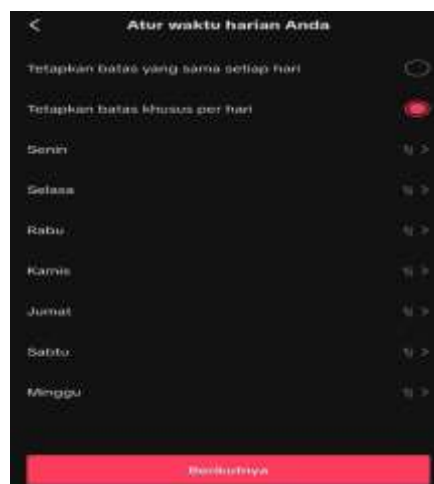 Atur waktu harian Anda
Tetapkan batas yang sama setiap hari
Tetapkan batas khusus per hari
Senin
Selasa
Rabu
Kamis
Jumat
Sabtu
Minggu
Berikutnya